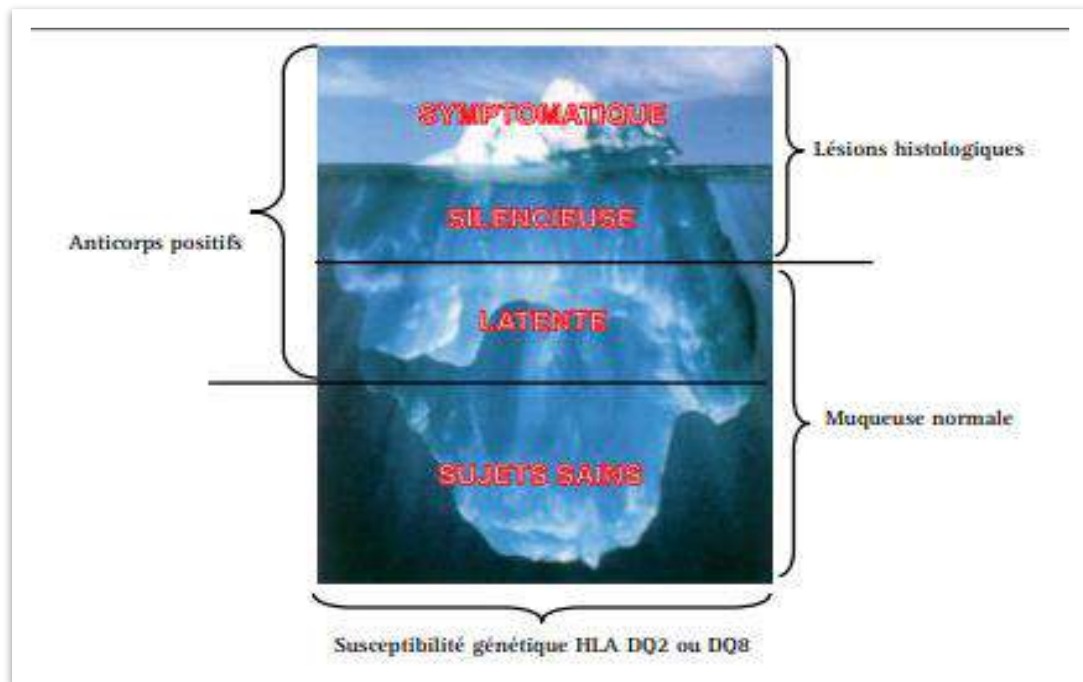 SYMPTOMATIQUE
Lésions histologiques
SILENCIEUSE
Anticorps positifs
LATENTE
Muqueuse normale
SUJETS SAINS
Susceptibilité génétique HLA DQ2 ou DQ8